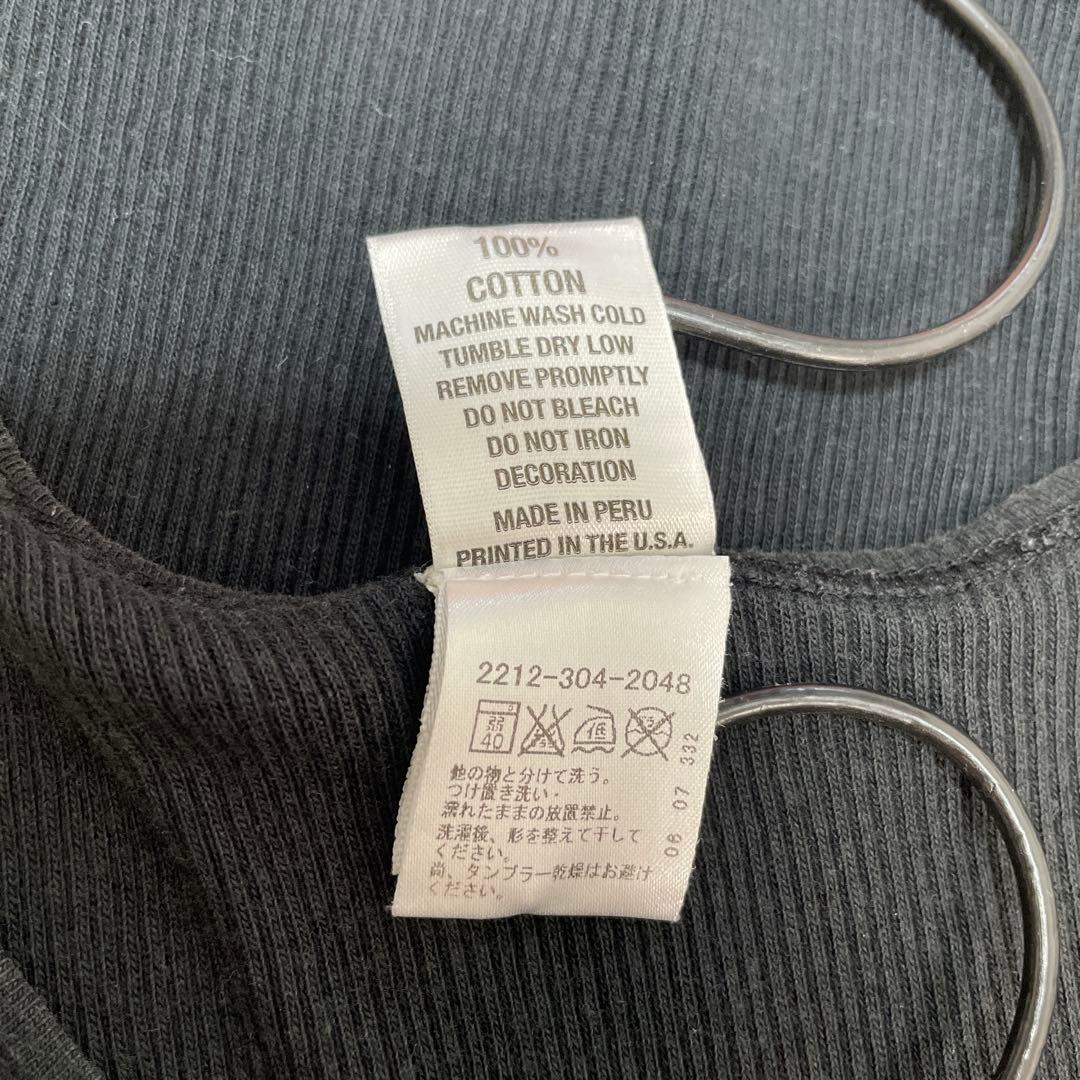 100%
COTTON
MACHINE WASH COLD
TUMBLE DRY LOW
REMOVE PROMPTLY
DO NOT BLEACH
DO NOT IRON
DECORATION
MADE IN PERU
PRINTED IN THE U.S.A.
2212-304-2048
弱
40
低
他の物と分けて洗う。
つけ置き洗い・
濡れたままの放置禁止。
洗濯後、形を整えて干して
ください。
尚、タンブラー乾燥はお避け
ください。
06 07 332